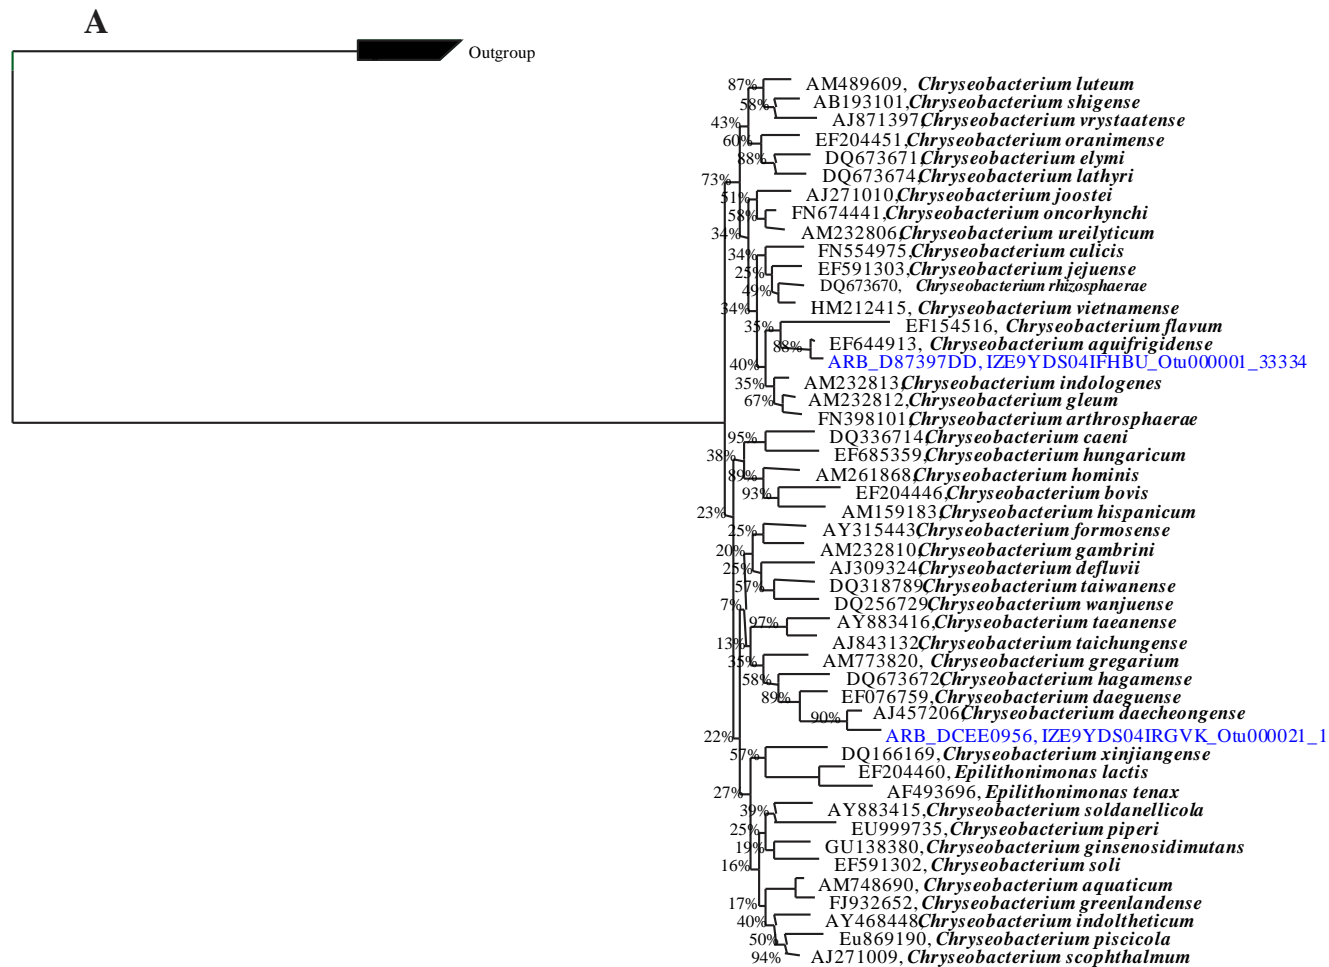 A
Outgroup
87%
AM489609, Chryseobacterium luteum
58%
AB193101, Chryseobacterium shigense
AJ871397, Chryseobacterium vrystaatense
43%
60%
EF204451, Chryseobacterium oranimense
88%
DQ673671, Chryseobacterium elymi
DQ673674, Chryseobacterium lathyri
73%
51%
AJ271010, Chryseobacterium joostei
58%
FN674441, Chryseobacterium oncorhynchi
34%
AM232806, Chryseobacterium ureilyticum
34%
FN554975, Chryseobacterium culicis
25%
EF591303, Chryseobacterium jejuense
49%
DQ673670, Chryseobacterium rhizosphaerae
34%
HM212415, Chryseobacterium vietnamense
35%
EF154516, Chryseobacterium flavum
88%
EF644913, Chryseobacterium aquifrigidense
40%
ARB_D87397DD, IZE9YDS04IFHBU_Otu000001_33334
35%
AM232813, Chryseobacterium indologenes
67%
AM232812, Chryseobacterium gleum
FN398101, Chryseobacterium arthrosphaerae
95%
DQ336714, Chryseobacterium caeni
38%
EF685359, Chryseobacterium hungaricum
89%
AM261868, Chryseobacterium hominis
93%
EF204446, Chryseobacterium bovis
23%
AM159183, Chryseobacterium hispanicum
25%
AY315443, Chryseobacterium formosense
20%
AM232810, Chryseobacterium gambrini
25%
AJ309324, Chryseobacterium defluvii
57%
DQ318789, Chryseobacterium taiwanense
7%
DQ256729, Chryseobacterium wanjuense
97%
AY883416, Chryseobacterium taeanense
13%
AJ843132, Chryseobacterium taichungense
35%
AM773820, Chryseobacterium gregarium
58%
DQ673672, Chryseobacterium hagamense
89%
EF076759, Chryseobacterium daeguense
90%
AJ457206, Chryseobacterium daecheongense
22%
ARB_DCEE0956, IZE9YDS04IRGVK_Otu000021_1
57%
DQ166169, Chryseobacterium xinjiangense
EF204460, Epilithonimonas lactis
27%
AF493696, Epilithonimonas tenax
39%
AY883415, Chryseobacterium soldanellicola
25%
EU999735, Chryseobacterium piperi
19%
GU138380, Chryseobacterium ginsenosidimutans
16%
EF591302, Chryseobacterium soli
AM748690, Chryseobacterium aquaticum
17%
FJ932652, Chryseobacterium greenlandense
40%
AY468448, Chryseobacterium indoltheticum
50%
Eu869190, Chryseobacterium piscicola
94%
AJ271009, Chryseobacterium scophthalmum